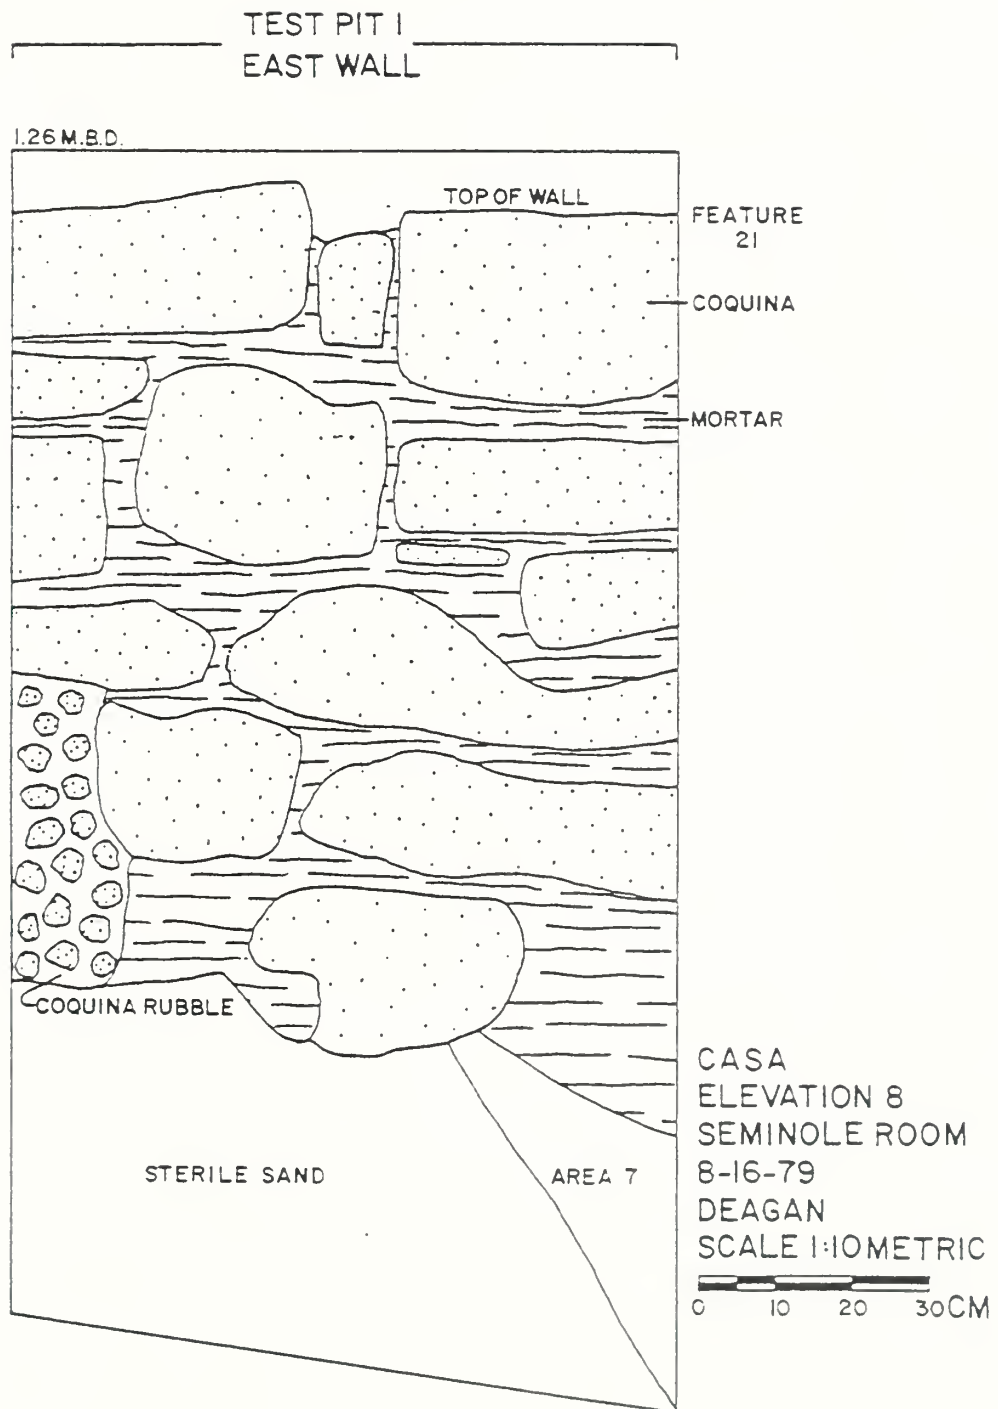 TEST PIT 1
EAST WALL
1.26 M.B.D.
TOP OF WALL
FEATURE
21
COQUINA
MORTAR
COQUINA RUBBLE
STERILE SAND
AREA 7
CASA
ELEVATION 8
SEMINOLE ROOM
8-16-79
DEAGAN
SCALE 1:10 METRIC
0 10 20 30CM